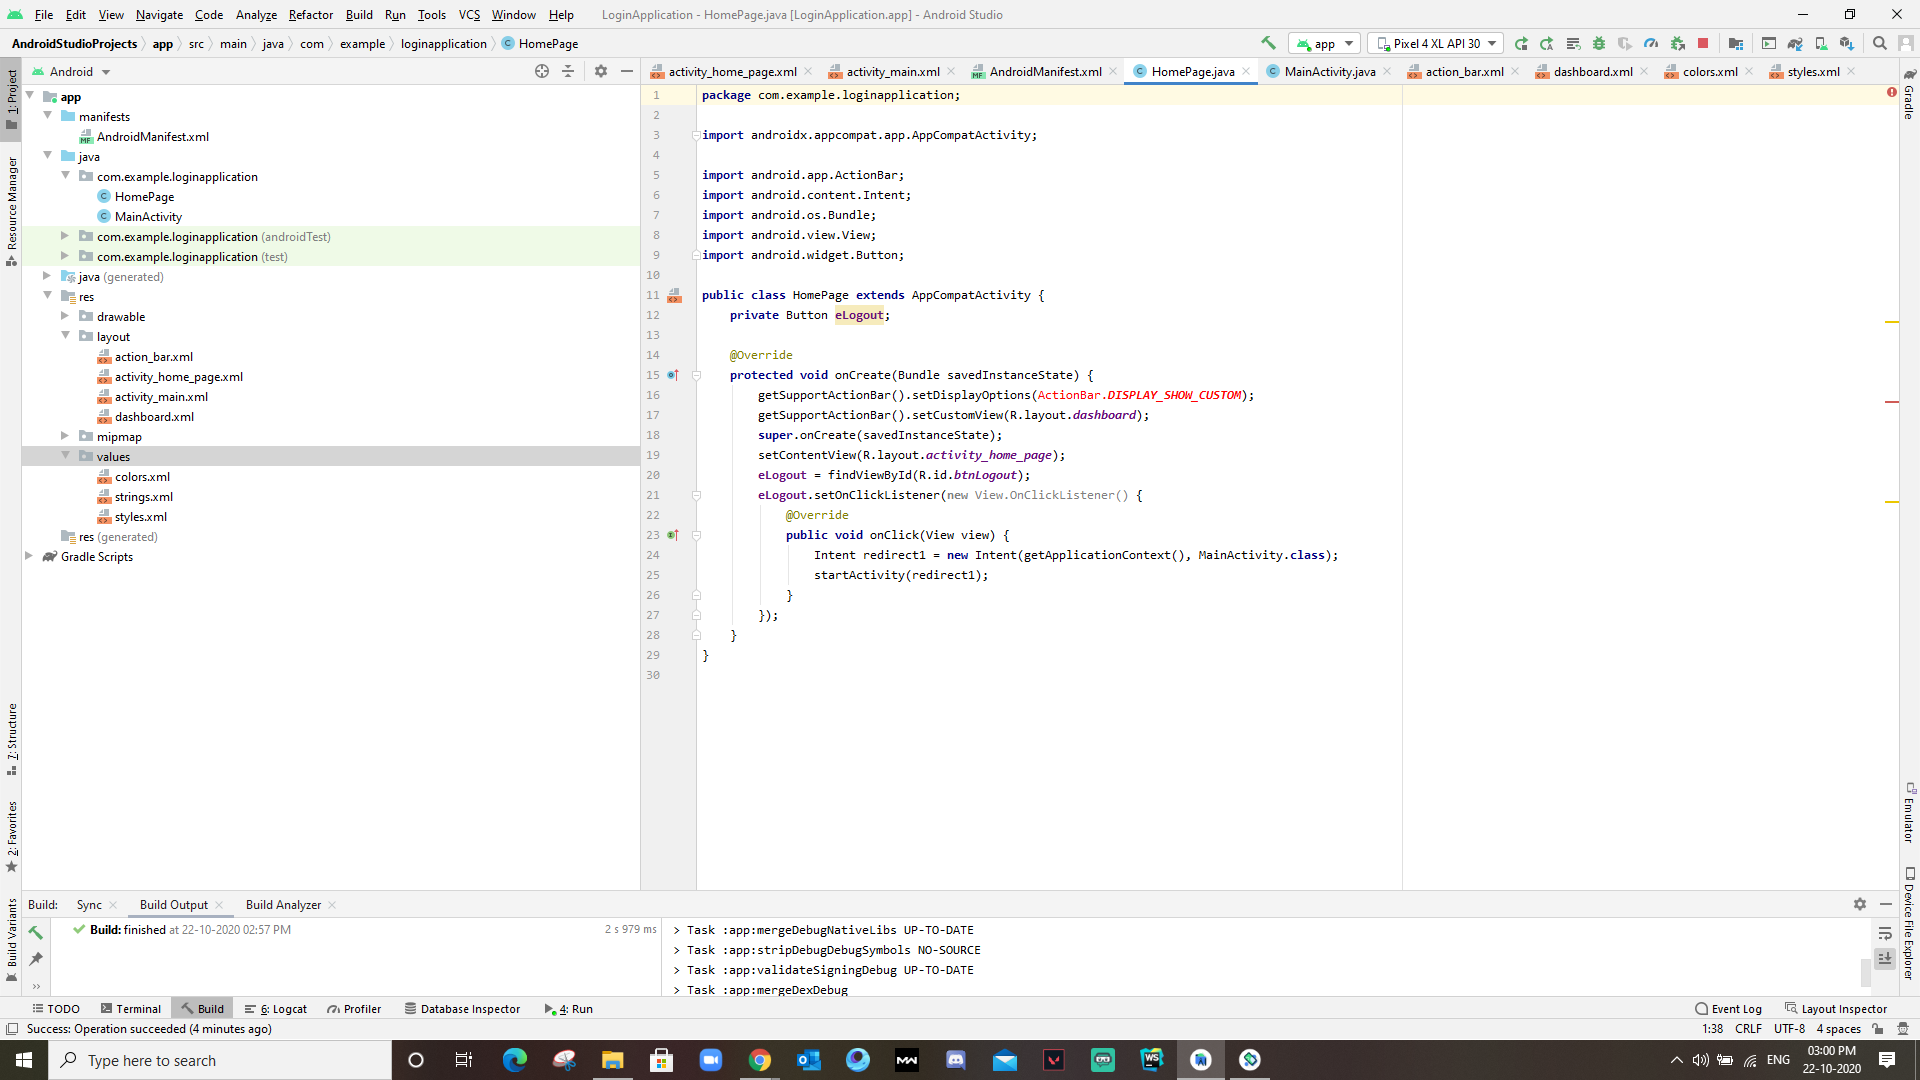 File Edit View Navigate Code Analyze Refactor Build Run Tools VCS Window Help LoginApplication - HomePage.java [LoginApplication.app] - Android Studio
AndroidStudioProjects app src main java com example loginapplication HomePage
app Pixel 4 XL API 30
Android
activity_home_page.xml activity_main.xml AndroidManifest.xml HomePage.java MainActivity.java action_bar.xml dashboard.xml colors.xml styles.xml
1: Project
Resource Manager
7: Structure
2: Favorites
Build Variants
app
manifests
AndroidManifest.xml
java
com.example.loginapplication
HomePage
MainActivity
com.example.loginapplication (androidTest)
com.example.loginapplication (test)
java (generated)
res
drawable
layout
action_bar.xml
activity_home_page.xml
activity_main.xml
dashboard.xml
mipmap
values
colors.xml
strings.xml
styles.xml
res (generated)
Gradle Scripts
1 package com.example.loginapplication;
2
3 import androidx.appcompat.app.AppCompatActivity;
4
5 import android.app.ActionBar;
6 import android.content.Intent;
7 import android.os.Bundle;
8 import android.view.View;
9 import android.widget.Button;
10
11 public class HomePage extends AppCompatActivity {
12 private Button eLogout;
13
14 @Override
15 protected void onCreate(Bundle savedInstanceState) {
16 getSupportActionBar().setDisplayOptions(ActionBar.DISPLAY_SHOW_CUSTOM);
17 getSupportActionBar().setCustomView(R.layout.dashboard);
18 super.onCreate(savedInstanceState);
19 setContentView(R.layout.activity_home_page);
20 eLogout = findViewById(R.id.btnLogout);
21 eLogout.setOnClickListener(new View.OnClickListener() {
22 @Override
23 public void onClick(View view) {
24 Intent redirect1 = new Intent(getApplicationContext(), MainActivity.class);
25 startActivity(redirect1);
26 }
27 });
28 }
29 }
30
Gradle
Emulator
Device File Explorer
Build: Sync Build Output Build Analyzer
Build: finished at 22-10-2020 02:57 PM 2 s 979 ms
> Task :app:mergeDebugNativeLibs UP-TO-DATE
> Task :app:stripDebugDebugSymbols NO-SOURCE
> Task :app:validateSigningDebug UP-TO-DATE
> Task :app:mergeDexDebug
TODO Terminal Build 6: Logcat Profiler Database Inspector 4: Run Event Log Layout Inspector
Success: Operation succeeded (4 minutes ago) 1:38 CRLF UTF-8 4 spaces
Type here to search
MW
WS
ENG
03:00 PM
22-10-2020